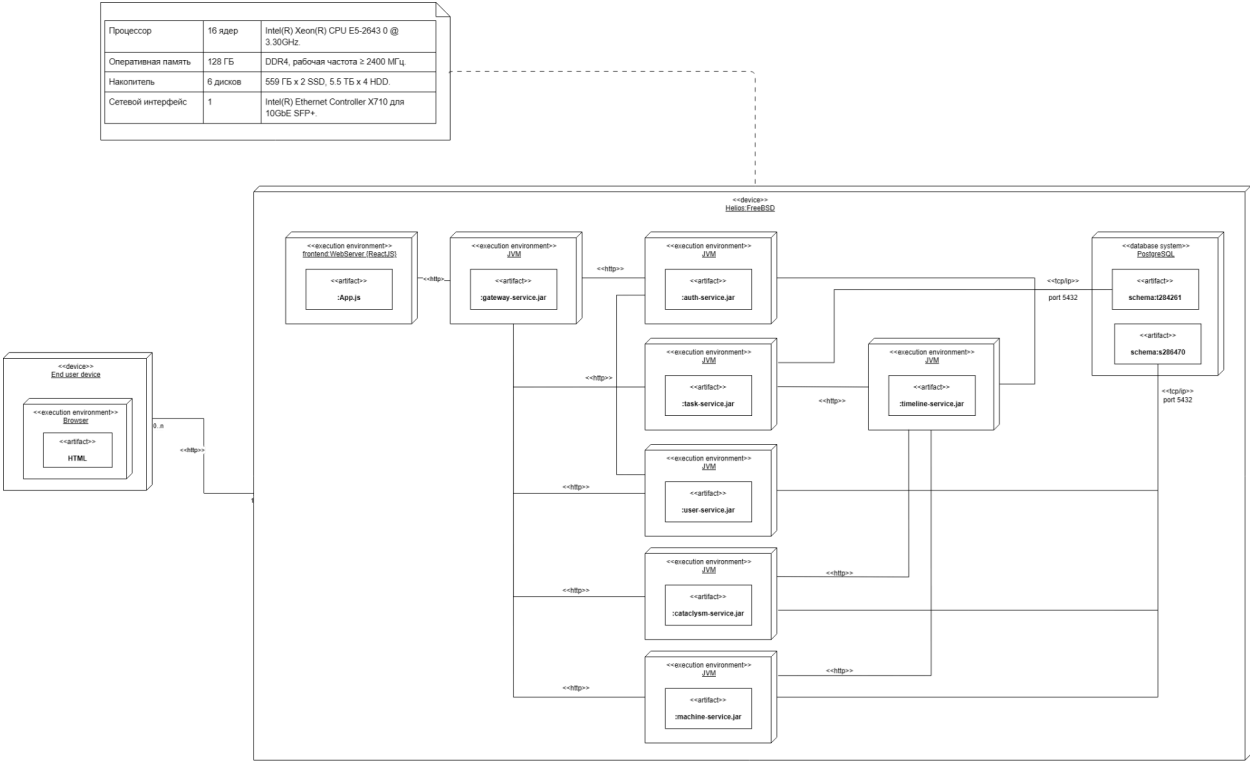 Процессор 16 ядер Intel(R) Xeon(R) CPU E5-2643 0 @
3.30GHz.
Оперативная память 128 ГБ DDR4, рабочая частота ≥ 2400 МГц.
Накопитель 6 дисков 559 ГБ x 2 SSD, 5.5 ТБ x 4 HDD.
Сетевой интерфейс 1 Intel(R) Ethernet Controller X710 для
10GbE SFP+.
<<device>>
Helios:FreeBSD
<<execution environment>>
frontend:WebServer {ReactJS}
<<artifact>>
:App.js
<<http>>
<<execution environment>>
JVM
<<artifact>>
:gateway-service.jar
<<http>>
<<execution environment>>
JVM
<<artifact>>
:auth-service.jar
<<tcp/ip>>
port 5432
<<database system>>
PostgreSQL
<<artifact>>
schema:t284261
<<artifact>>
schema:s286470
<<tcp/ip>>
port 5432
<<http>>
<<execution environment>>
JVM
<<artifact>>
:task-service.jar
<<http>>
<<execution environment>>
JVM
<<artifact>>
:timeline-service.jar
<<device>>
End user device
<<execution environment>>
Browser
<<artifact>>
HTML
0..n
<<http>>
1
<<http>>
<<execution environment>>
JVM
<<artifact>>
:user-service.jar
<<http>>
<<execution environment>>
JVM
<<artifact>>
:cataclysm-service.jar
<<http>>
<<http>>
<<execution environment>>
JVM
<<artifact>>
:machine-service.jar
<<http>>